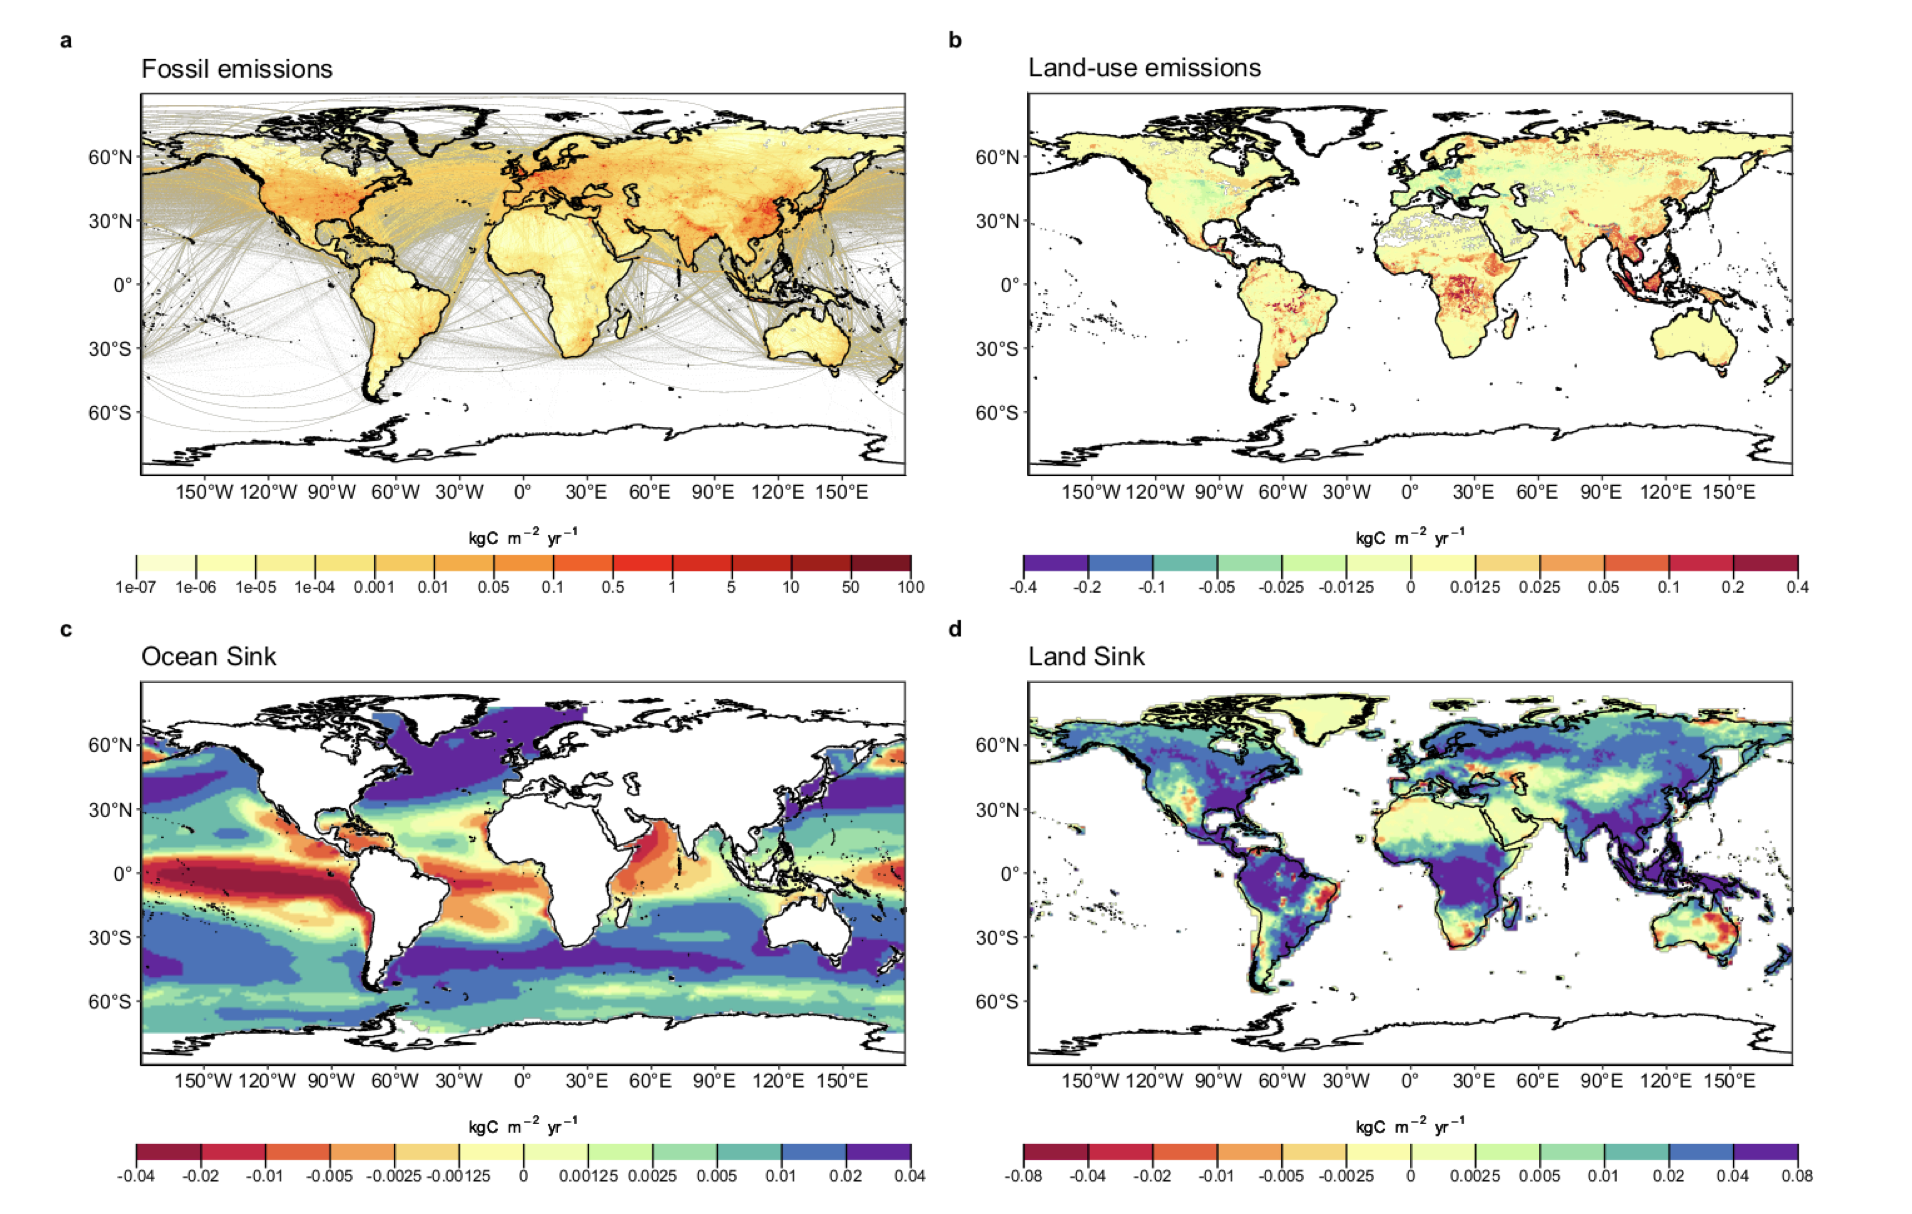 a
Fossil emissions
60°N
30°N
0°
30°S
60°S
150°W 120°W 90°W 60°W 30°W 0° 30°E 60°E 90°E 120°E 150°E
kgC m⁻² yr⁻¹
1e-07 1e-06 1e-05 1e-04 0.001 0.01 0.05 0.1 0.5 1 5 10 50 100
b
Land-use emissions
60°N
30°N
0°
30°S
60°S
150°W 120°W 90°W 60°W 30°W 0° 30°E 60°E 90°E 120°E 150°E
kgC m⁻² yr⁻¹
-0.4 -0.2 -0.1 -0.05 -0.025 -0.0125 0 0.0125 0.025 0.05 0.1 0.2 0.4
c
Ocean Sink
60°N
30°N
0°
30°S
60°S
150°W 120°W 90°W 60°W 30°W 0° 30°E 60°E 90°E 120°E 150°E
kgC m⁻² yr⁻¹
-0.04 -0.02 -0.01 -0.005 -0.0025 -0.00125 0 0.00125 0.0025 0.005 0.01 0.02 0.04
d
Land Sink
60°N
30°N
0°
30°S
60°S
150°W 120°W 90°W 60°W 30°W 0° 30°E 60°E 90°E 120°E 150°E
kgC m⁻² yr⁻¹
-0.08 -0.04 -0.02 -0.01 -0.005 -0.0025 0 0.0025 0.005 0.01 0.02 0.04 0.08